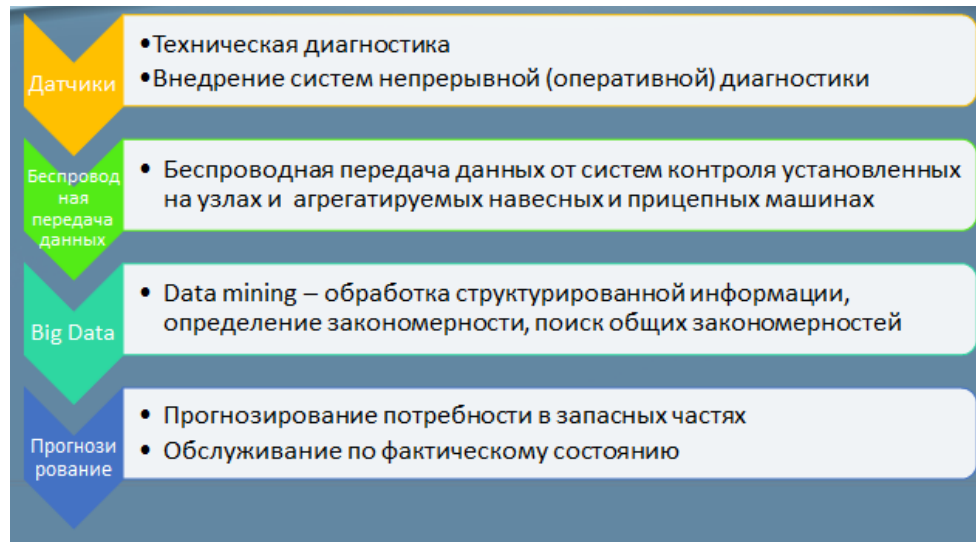 Датчики
•Техническая диагностика
•Внедрение систем непрерывной (оперативной) диагностики
Беспровод
ная
передача
данных
• Беспроводная передача данных от систем контроля установленных
на узлах и агрегатируемых навесных и прицепных машинах
Big Data
• Data mining – обработка структурированной информации,
определение закономерности, поиск общих закономерностей
Прогнози
рование
• Прогнозирование потребности в запасных частях
• Обслуживание по фактическому состоянию